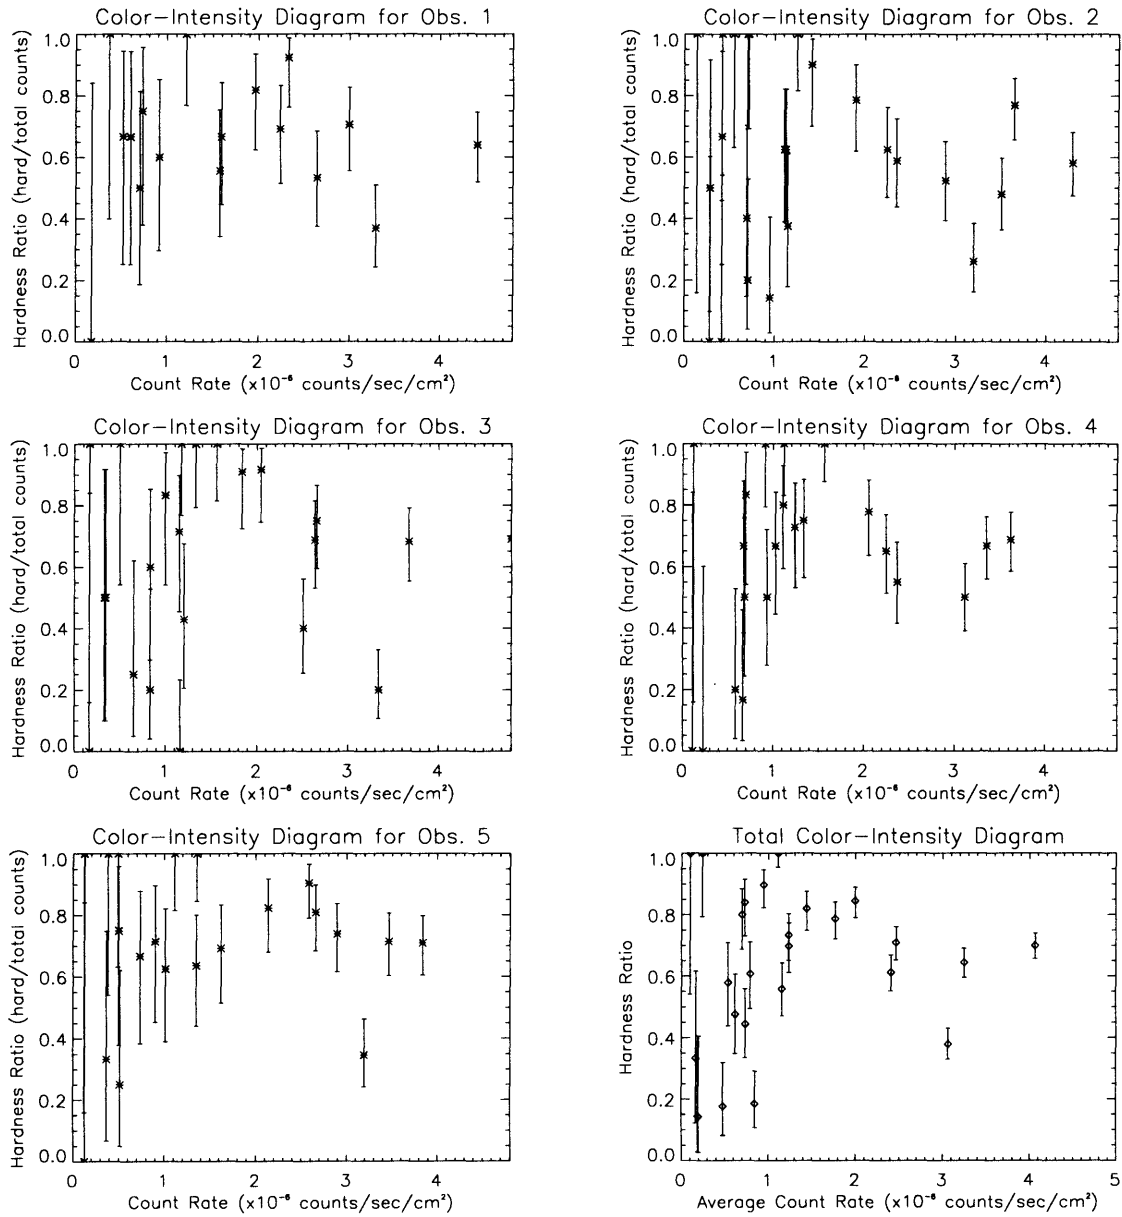 Color-Intensity Diagram for Obs. 1
Hardness Ratio (hard/total counts)
1.0
0.8
0.6
0.4
0.2
0.0
0 1 2 3 4
Count Rate (x10⁻⁶ counts/sec/cm²)
Color-Intensity Diagram for Obs. 2
Hardness Ratio (hard/total counts)
1.0
0.8
0.6
0.4
0.2
0.0
0 1 2 3 4
Count Rate (x10⁻⁶ counts/sec/cm²)
Color-Intensity Diagram for Obs. 3
Hardness Ratio (hard/total counts)
1.0
0.8
0.6
0.4
0.2
0.0
0 1 2 3 4
Count Rate (x10⁻⁶ counts/sec/cm²)
Color-Intensity Diagram for Obs. 4
Hardness Ratio (hard/total counts)
1.0
0.8
0.6
0.4
0.2
0.0
0 1 2 3 4
Count Rate (x10⁻⁶ counts/sec/cm²)
Color-Intensity Diagram for Obs. 5
Hardness Ratio (hard/total counts)
1.0
0.8
0.6
0.4
0.2
0.0
0 1 2 3 4
Count Rate (x10⁻⁶ counts/sec/cm²)
Total Color-Intensity Diagram
Hardness Ratio
1.0
0.8
0.6
0.4
0.2
0.0
0 1 2 3 4 5
Average Count Rate (x10⁻⁶ counts/sec/cm²)